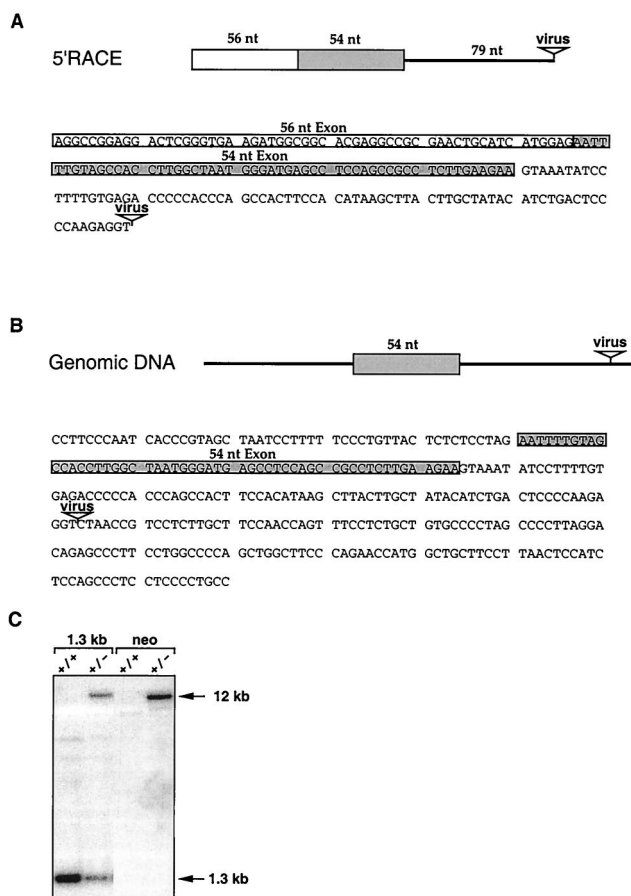 A
56 nt 54 nt virus
5'RACE 79 nt
56 nt Exon
AGGCCGGAGG ACTCGGGTGA AGATGGCGGC ACGAGGCCGC GAACTGCATC ATGGAGAATT
TTGTAGCCAC CTTGGCTAAT GGGATGAGCC TCCAGCCGCC TCTTGAAGAA GTAAATATCC
54 nt Exon
TTTTGTGAGA CCCCCACCCA GCCACTTCCA CATAAGCTTA CTTGCTATAC ATCTGACTCC
virus
CCAAGAGGT
B
54 nt virus
Genomic DNA
CCTTCCCAAT CACCCGTAGC TAATCCTTTT TCCCTGTTAC TCTCTCCTAG AATTTTGTAG
54 nt Exon
CCACCTTGGC TAATGGGATG AGCCTCCAGC CGCCTCTTGA AGAAGTAAAT ATCCTTTTGT
GAGACCCCCA CCCAGCCACT TCCACATAAG CTTACTTGCT ATACATCTGA CTCCCCAAGA
virus
GGTCTAACCG TCCTCTTGCT TCCAACCAGT TTCCTCTGCT GTGCCCCTAG CCCCTTAGGA
CAGAGCCCTT CCTGGCCCCA GCTGGCTTCC CAGAACCATG GCTGCTTCCT TAACTCCATC
TCCAGCCCTC CTCCCCTGCC
C
1.3 kb neo
+/+ +/- +/+ +/-
12 kb
1.3 kb